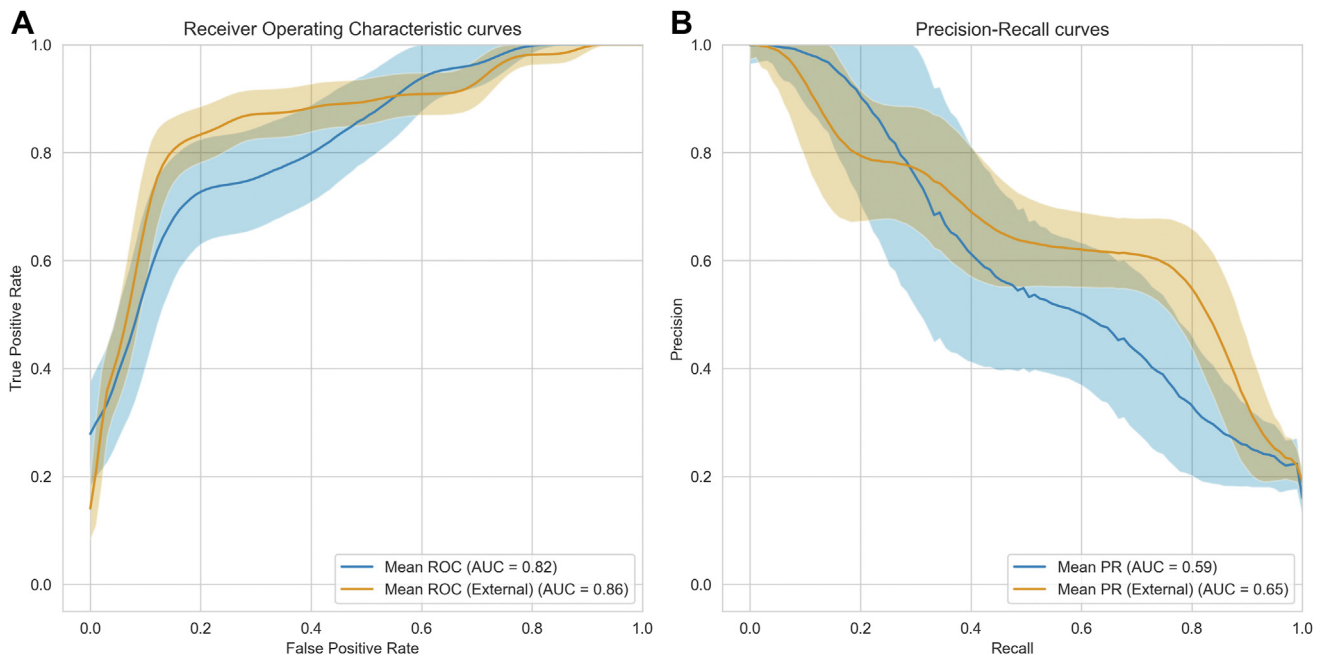 A
Receiver Operating Characteristic curves
1.0
0.8
0.6
0.4
0.2
0.0
True Positive Rate
Mean ROC (AUC = 0.82)
Mean ROC (External) (AUC = 0.86)
0.0 0.2 0.4 0.6 0.8 1.0
False Positive Rate
B
Precision-Recall curves
1.0
0.8
0.6
0.4
0.2
0.0
Precision
Mean PR (AUC = 0.59)
Mean PR (External) (AUC = 0.65)
0.0 0.2 0.4 0.6 0.8 1.0
Recall